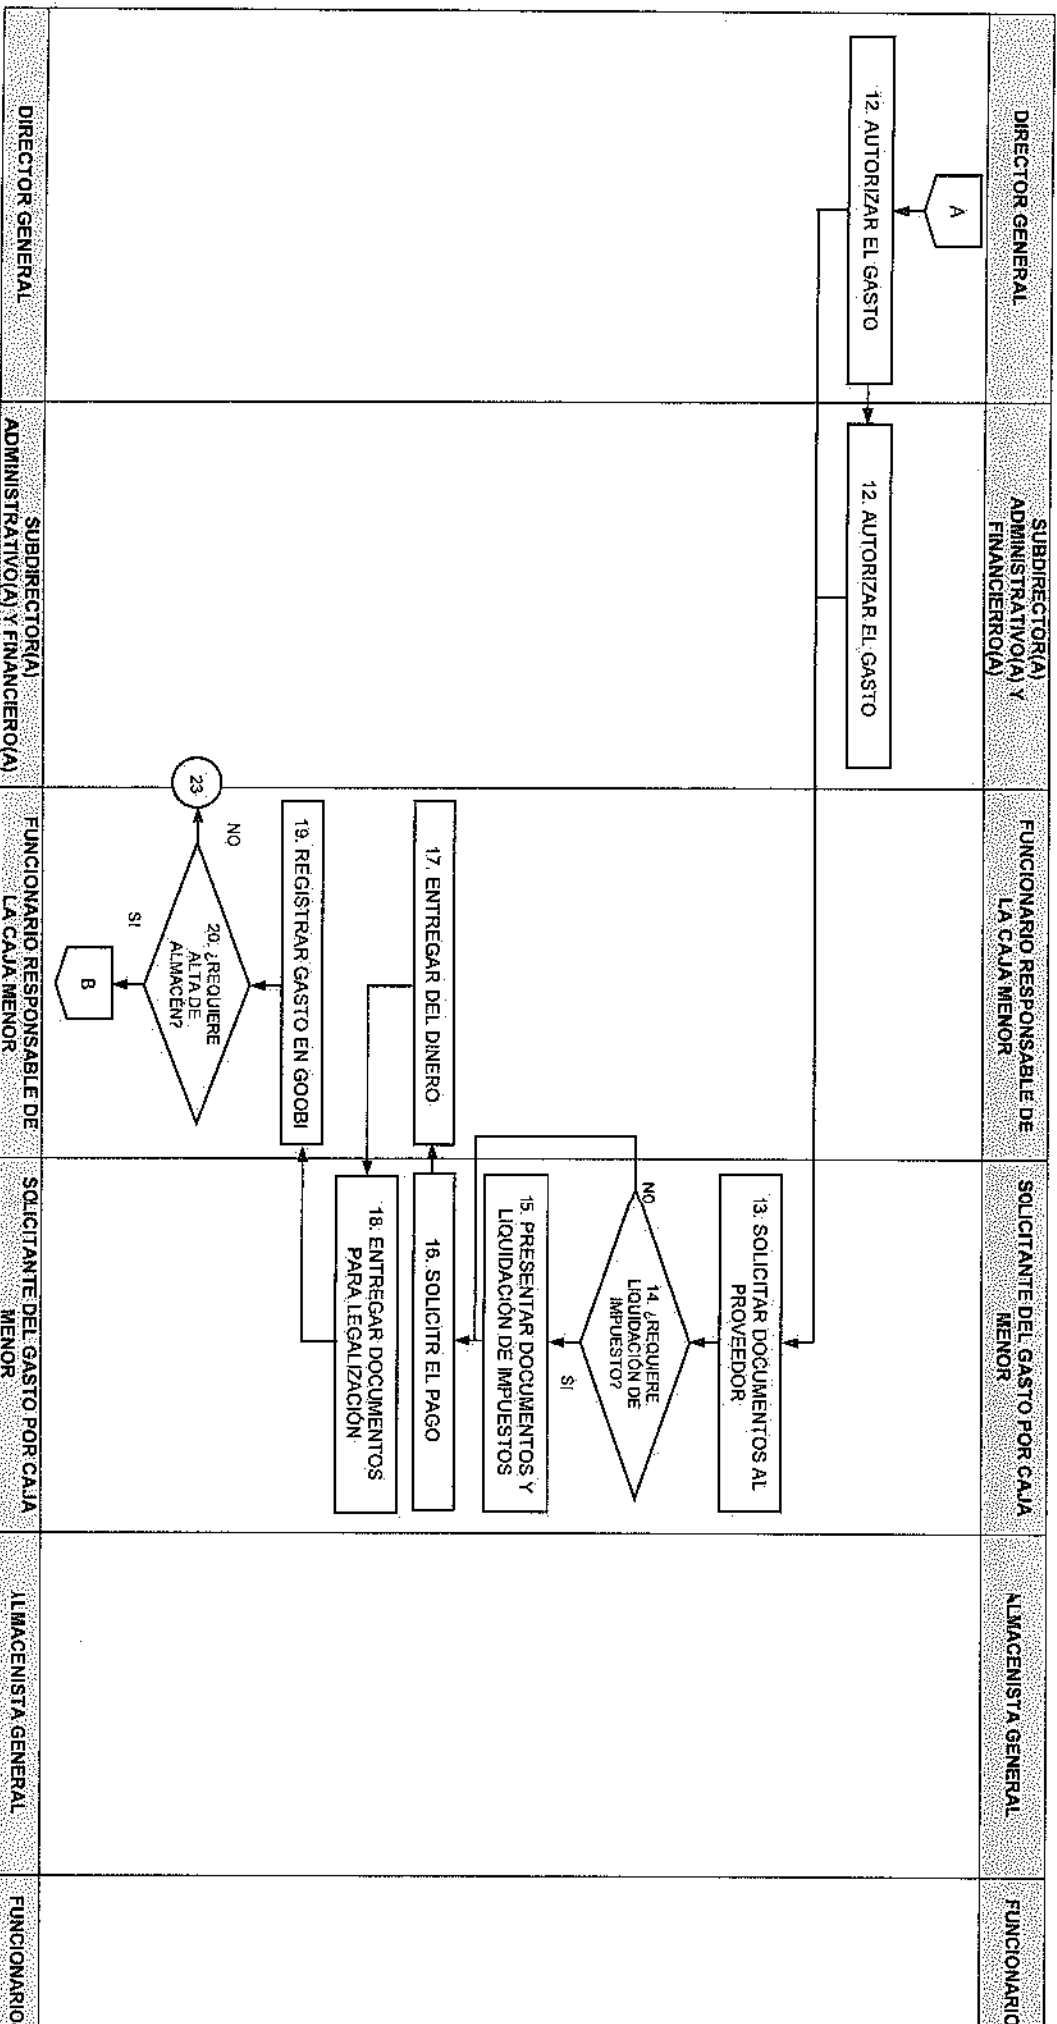 DIRECTOR GENERAL
SUBDIRECTOR(A)
ADMINISTRATIVO(A) Y
FINANCIERRO(A)
FUNCIONARIO RESPONSABLE DE
LA CAJA MENOR
SOLICITANTE DEL GASTO POR CAJA
MENOR
ALMACENISTA GENERAL
FUNCIONARIO
A
12. AUTORIZAR EL GASTO
12. AUTORIZAR EL GASTO
13. SOLICITAR DOCUMENTOS AL
PROVEEDOR
14. ¿REQUIERE
LIQUIDACIÓN DE
IMPUESTO?
NO
SI
15. PRESENTAR DOCUMENTOS Y
LIQUIDACIÓN DE IMPUESTOS
16. SOLICITR EL PAGO
17. ENTREGAR DEL DINERO
18. ENTREGAR DOCUMENTOS
PARA LEGALIZACIÓN
19. REGISTRAR GASTO EN GOOBI
20. ¿REQUIERE
ALTA DE
ALMACÉN?
NO
23
SI
B
DIRECTOR GENERAL
SUBDIRECTOR(A)
ADMINISTRATIVO(A) Y FINANCIERO(A)
FUNCIONARIO RESPONSABLE DE
LA CAJA MENOR
SOLICITANTE DEL GASTO POR CAJA
MENOR
ALMACENISTA GENERAL
FUNCIONARIO